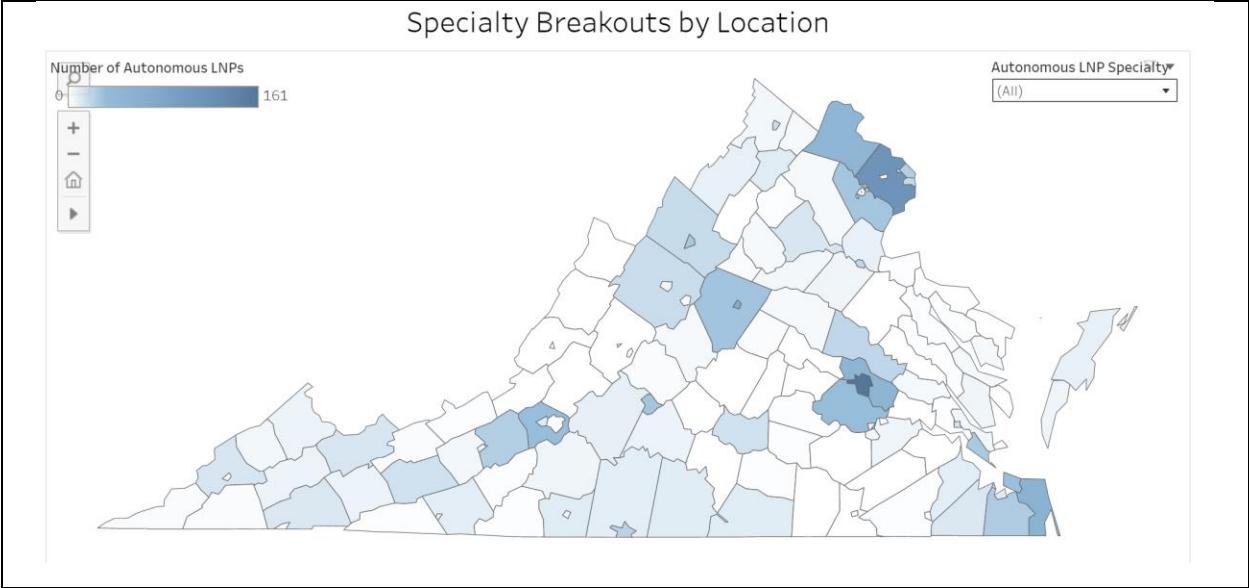 Specialty Breakouts by Location
Number of Autonomous LNPs
0
161
Autonomous LNP Specialty
(All)